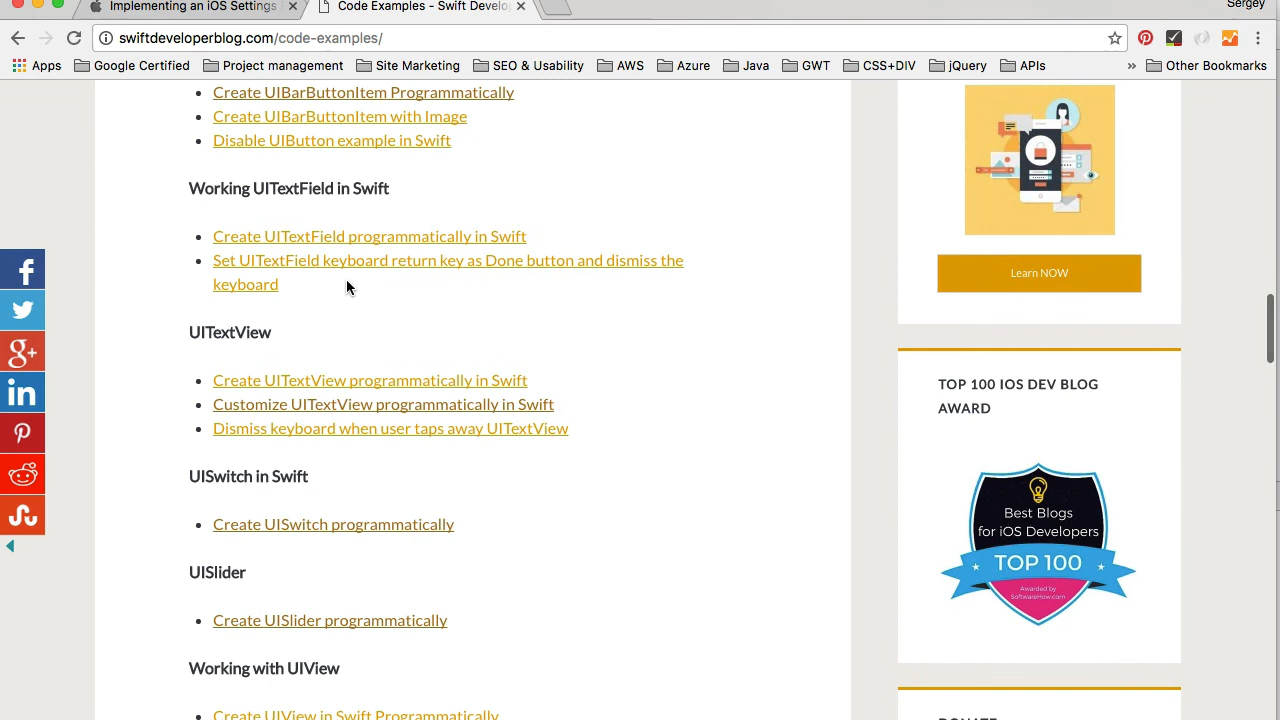 Implementing an iOS Settings
Code Examples - Swift Develo
Sergey
swiftdeveloperblog.com/code-examples/
Apps
Google Certified
Project management
Site Marketing
SEO & Usability
AWS
Azure
Java
GWT
CSS+DIV
jQuery
APIs
»
Other Bookmarks
Create UIBarButtonItem Programmatically
Create UIBarButtonItem with Image
Disable UIButton example in Swift
Working UITextField in Swift
Create UITextField programmatically in Swift
Set UITextField keyboard return key as Done button and dismiss the
keyboard
UITextView
Create UITextView programmatically in Swift
Customize UITextView programmatically in Swift
Dismiss keyboard when user taps away UITextView
UISwitch in Swift
Create UISwitch programmatically
UISlider
Create UISlider programmatically
Working with UIView
Create UIView in Swift Programmatically
Learn NOW
TOP 100 IOS DEV BLOG
AWARD
Best Blogs
for iOS Developers
TOP 100
Awarded by
SoftwareHow.com
DONATE